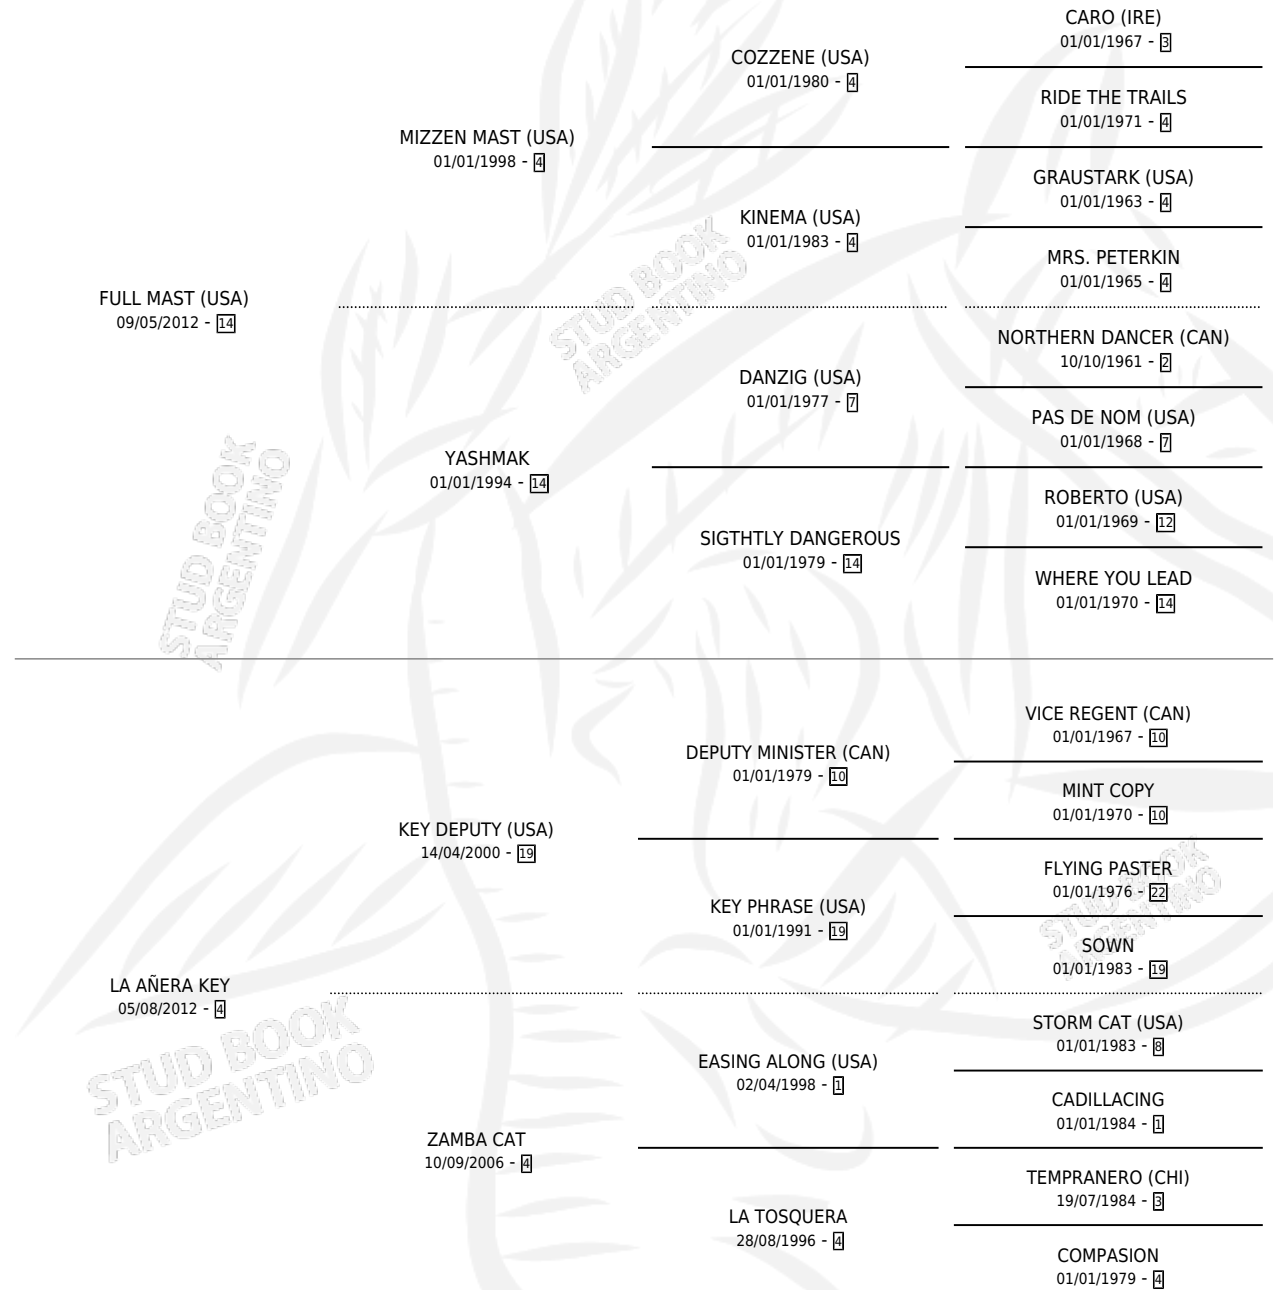 CARO (IRE)
01/01/1967 - 3
COZZENE (USA)
01/01/1980 - 4
RIDE THE TRAILS
01/01/1971 - 4
MIZZEN MAST (USA)
01/01/1998 - 4
GRAUSTARK (USA)
01/01/1963 - 4
KINEMA (USA)
01/01/1983 - 4
MRS. PETERKIN
01/01/1965 - 4
FULL MAST (USA)
09/05/2012 - 14
NORTHERN DANCER (CAN)
10/10/1961 - 2
DANZIG (USA)
01/01/1977 - 7
PAS DE NOM (USA)
01/01/1968 - 7
YASHMAK
01/01/1994 - 14
ROBERTO (USA)
01/01/1969 - 12
SIGTHTLY DANGEROUS
01/01/1979 - 14
WHERE YOU LEAD
01/01/1970 - 14
VICE REGENT (CAN)
01/01/1967 - 10
DEPUTY MINISTER (CAN)
01/01/1979 - 10
MINT COPY
01/01/1970 - 10
KEY DEPUTY (USA)
14/04/2000 - 19
FLYING PASTER
01/01/1976 - 22
KEY PHRASE (USA)
01/01/1991 - 19
SOWN
01/01/1983 - 19
LA AÑERA KEY
05/08/2012 - 4
STORM CAT (USA)
01/01/1983 - 8
EASING ALONG (USA)
02/04/1998 - 1
CADILLACING
01/01/1984 - 1
ZAMBA CAT
10/09/2006 - 4
TEMPRANERO (CHI)
19/07/1984 - 3
LA TOSQUERA
28/08/1996 - 4
COMPASION
01/01/1979 - 4
STUD BOOK
ARGENTINO
STUD BOOK
ARGENTINO
STUD BOOK
ARGENTINO
STUD BOOK
ARGENTINO